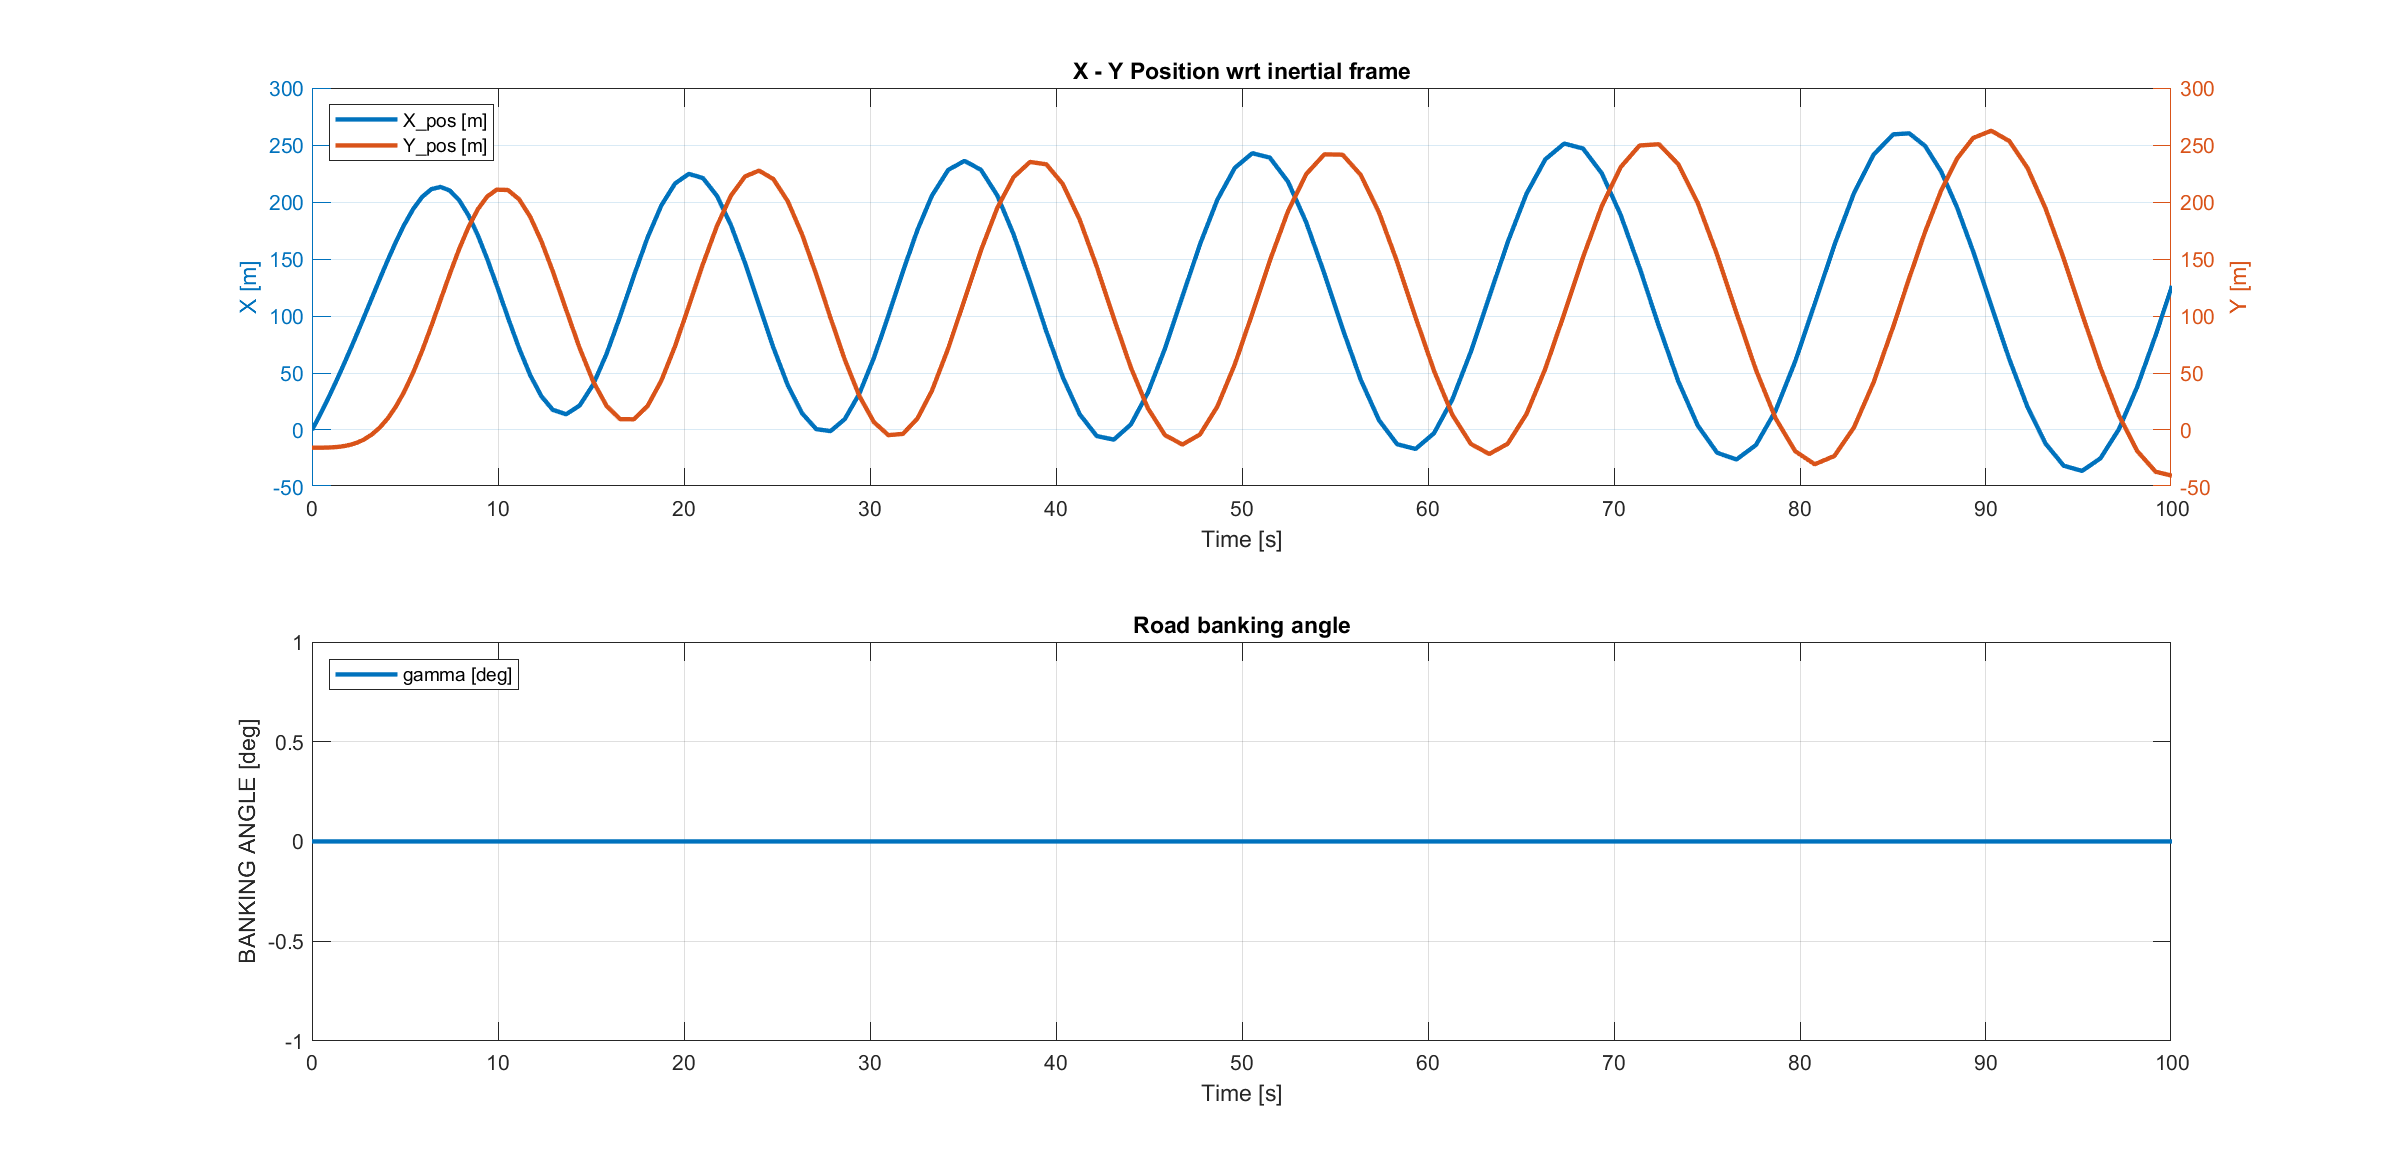 X - Y Position wrt inertial frame
300
250
200
150
100
50
0
-50
X [m]
X_pos [m]
Y_pos [m]
300
250
200
150
100
50
0
-50
Y [m]
0 10 20 30 40 50 60 70 80 90 100
Time [s]
Road banking angle
1
0.5
0
-0.5
-1
BANKING ANGLE [deg]
gamma [deg]
0 10 20 30 40 50 60 70 80 90 100
Time [s]